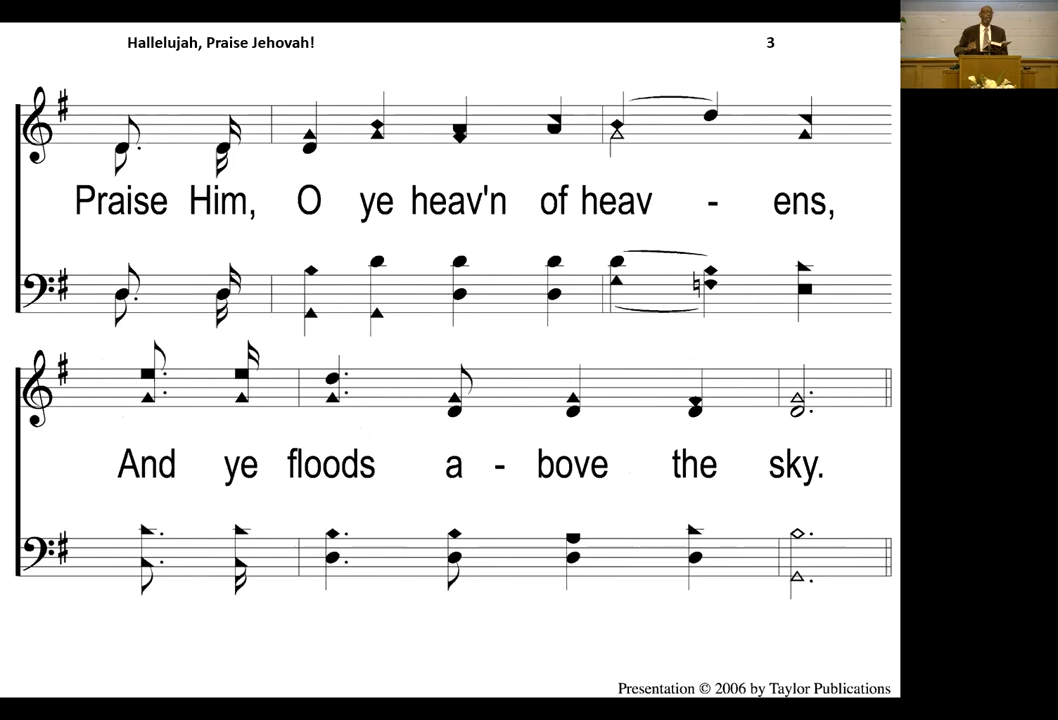 Hallelujah, Praise Jehovah! 3
Praise Him, O ye heav'n of heav - ens,
And ye floods a - bove the sky.
Presentation © 2006 by Taylor Publications